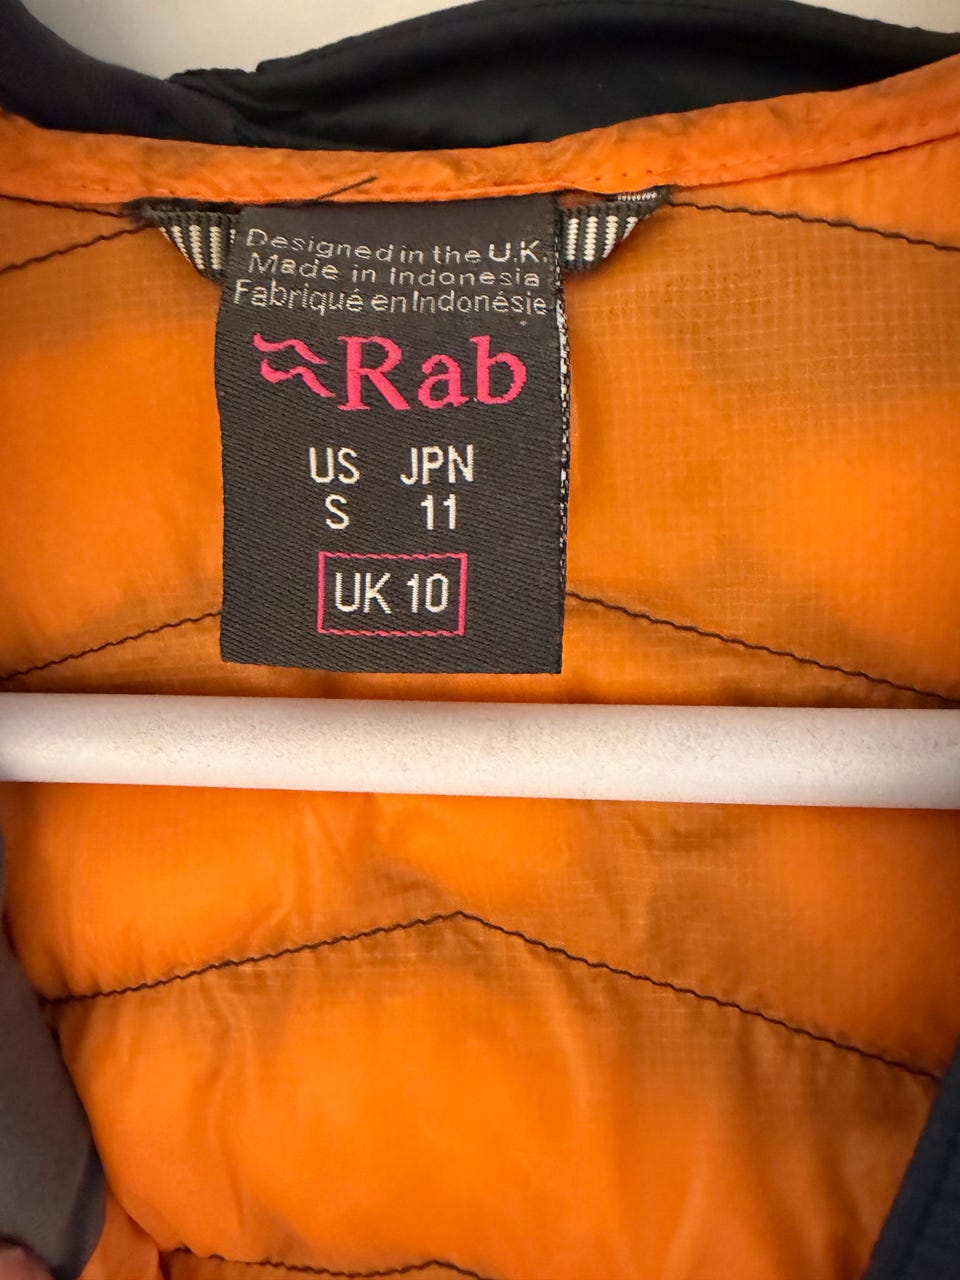 Designed in the U.K.
Made in Indonesia
Fabriqué en Indonésie
Rab
US JPN
S 11
UK 10